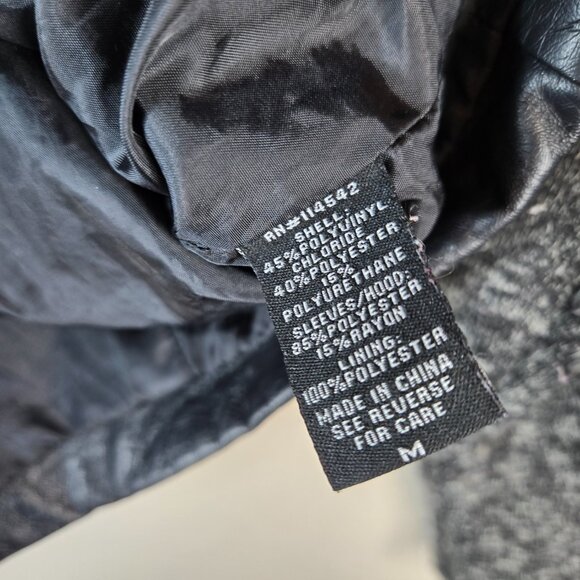 RN#114542
SHELL:
45%POLYUINYL
CHLORIDE
40%POLYESTER
15%
POLYURETHANE
SLEEVES/HOOD:
85%POLYESTER
15%RAYON
LINING:
100%POLYESTER
MADE IN CHINA
SEE REVERSE
FOR CARE
M